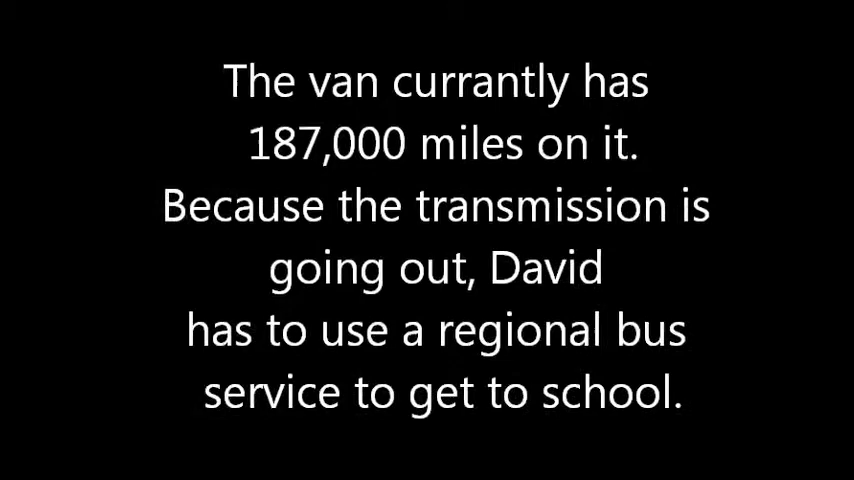 The van currantly has
187,000 miles on it.
Because the transmission is
going out, David
has to use a regional bus
service to get to school.